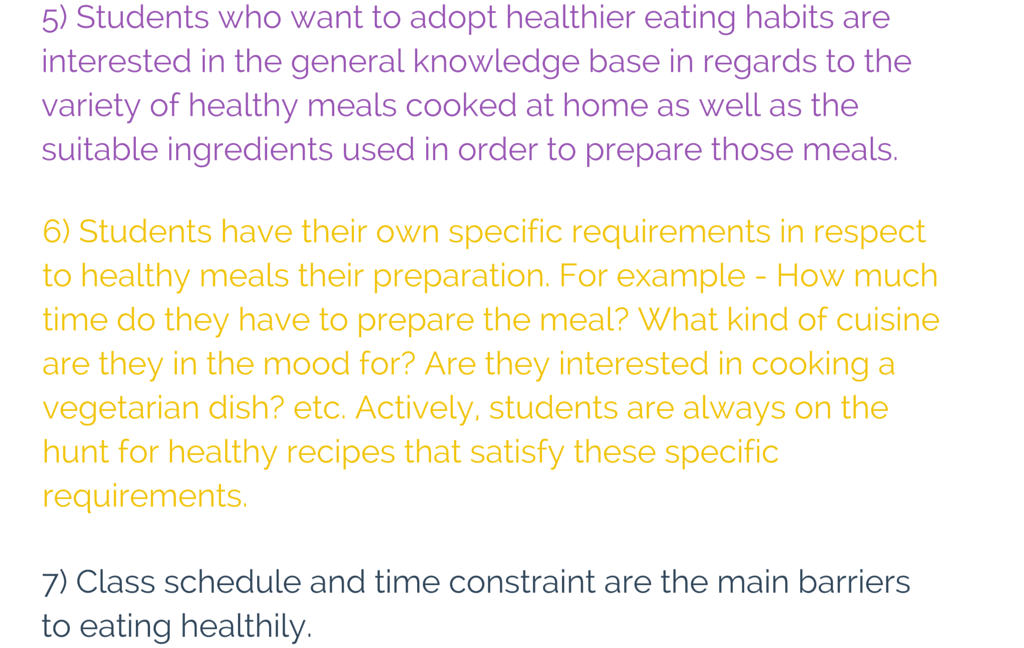 5) Students who want to adopt healthier eating habits are
interested in the general knowledge base in regards to the
variety of healthy meals cooked at home as well as the
suitable ingredients used in order to prepare those meals.
6) Students have their own specific requirements in respect
to healthy meals their preparation. For example - How much
time do they have to prepare the meal? What kind of cuisine
are they in the mood for? Are they interested in cooking a
vegetarian dish? etc. Actively, students are always on the
hunt for healthy recipes that satisfy these specific
requirements.
7) Class schedule and time constraint are the main barriers
to eating healthily.